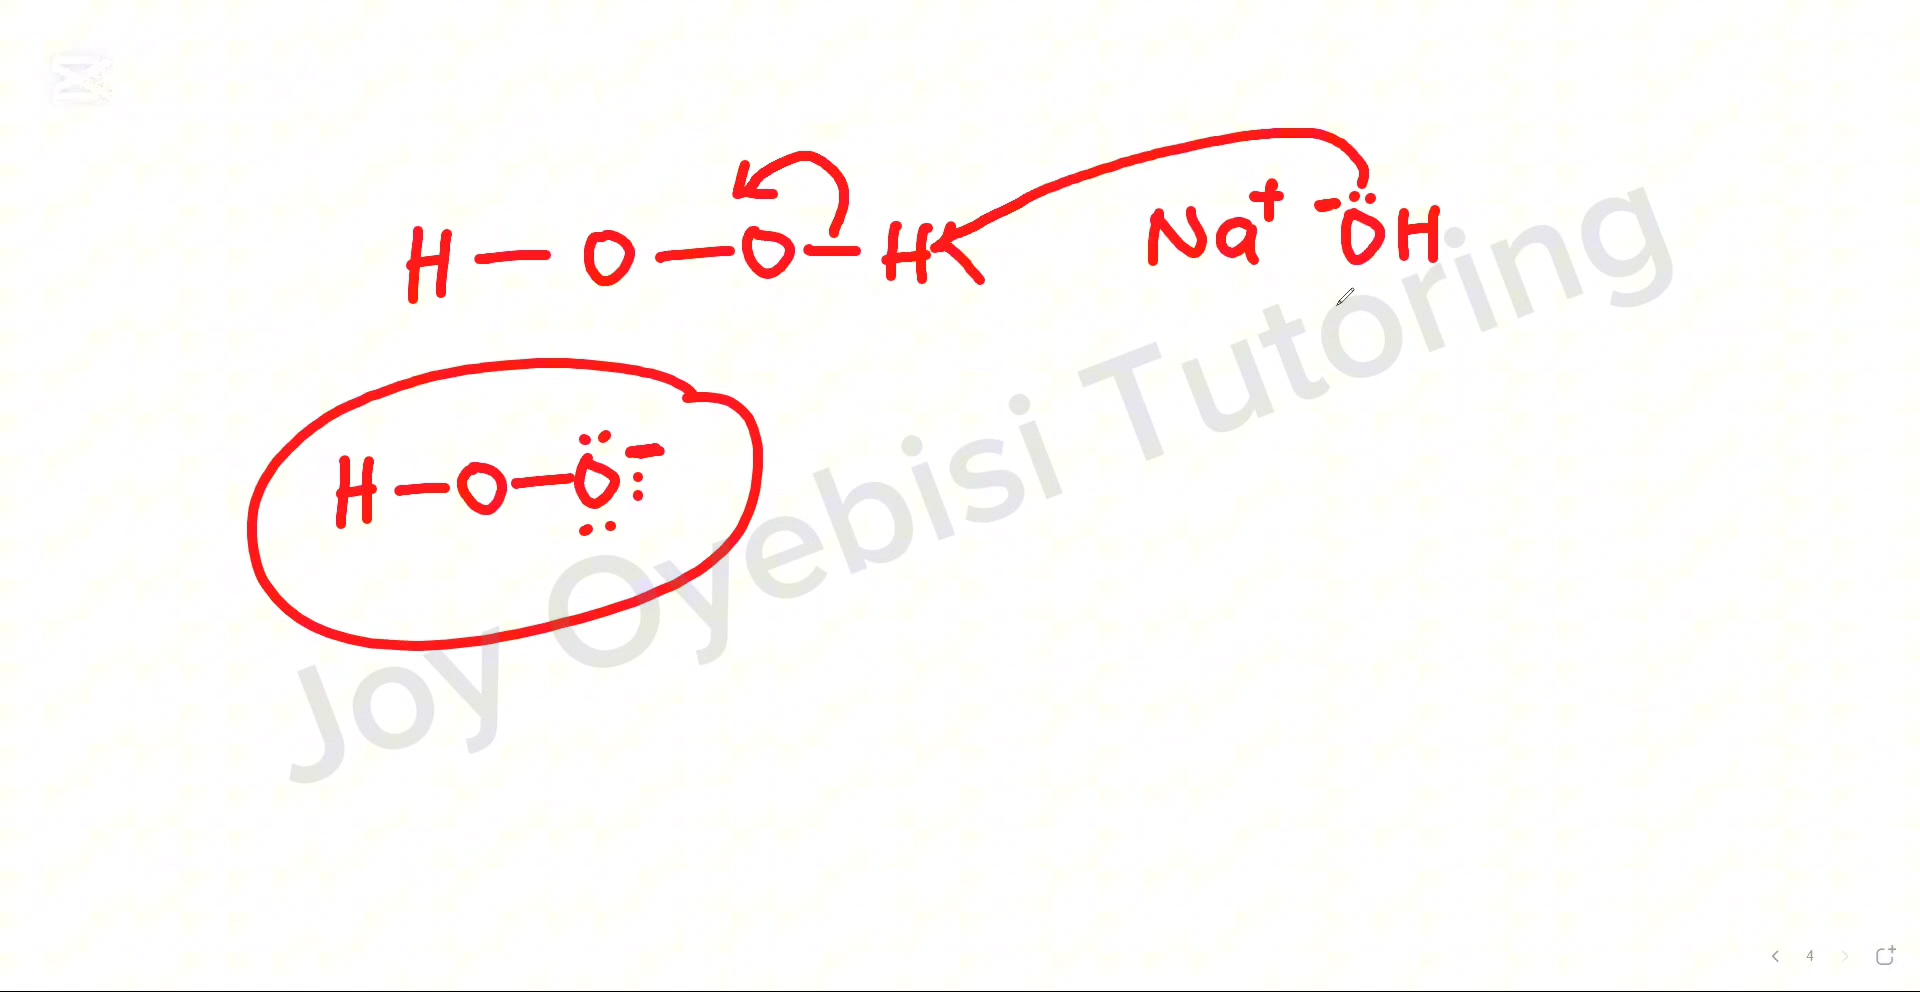 H — O — O — H Na⁺ ⁻ÖH
H — O — O⁻
Joy Oyebisi Tutoring
4